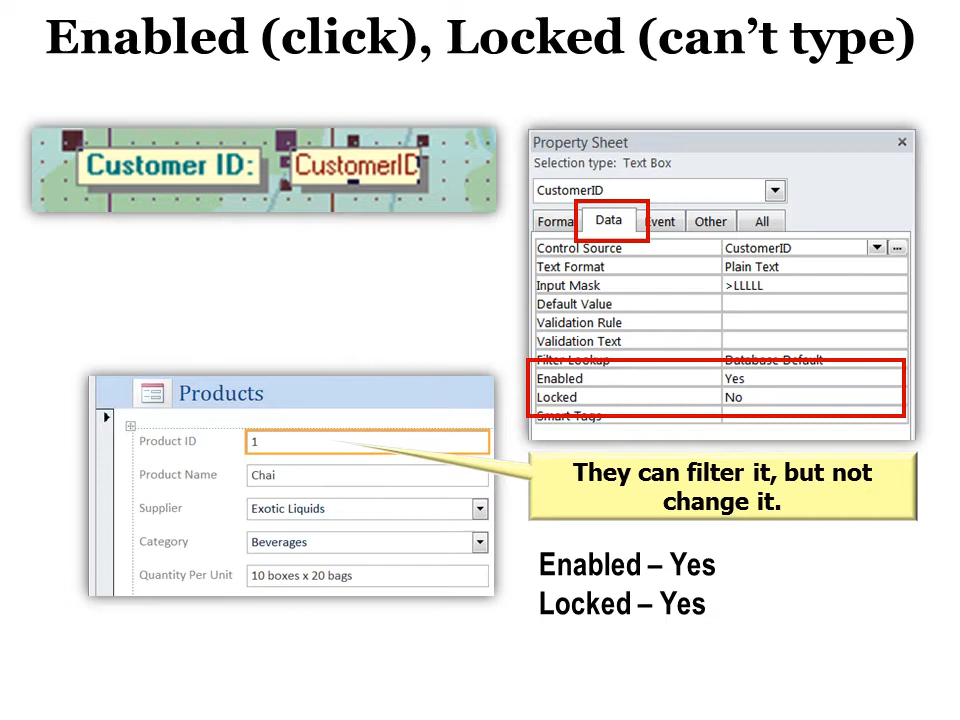 Enabled (click), Locked (can't type)
Customer ID:
CustomerID
Property Sheet
Selection type: Text Box
CustomerID
Format Data Event Other All
Control Source CustomerID
Text Format Plain Text
Input Mask >LLLLL
Default Value
Validation Rule
Validation Text
Filter Lookup Database Default
Enabled Yes
Locked No
Smart Tags
Products
Product ID 1
Product Name Chai
Supplier Exotic Liquids
Category Beverages
Quantity Per Unit 10 boxes x 20 bags
They can filter it, but not
change it.
Enabled – Yes
Locked – Yes